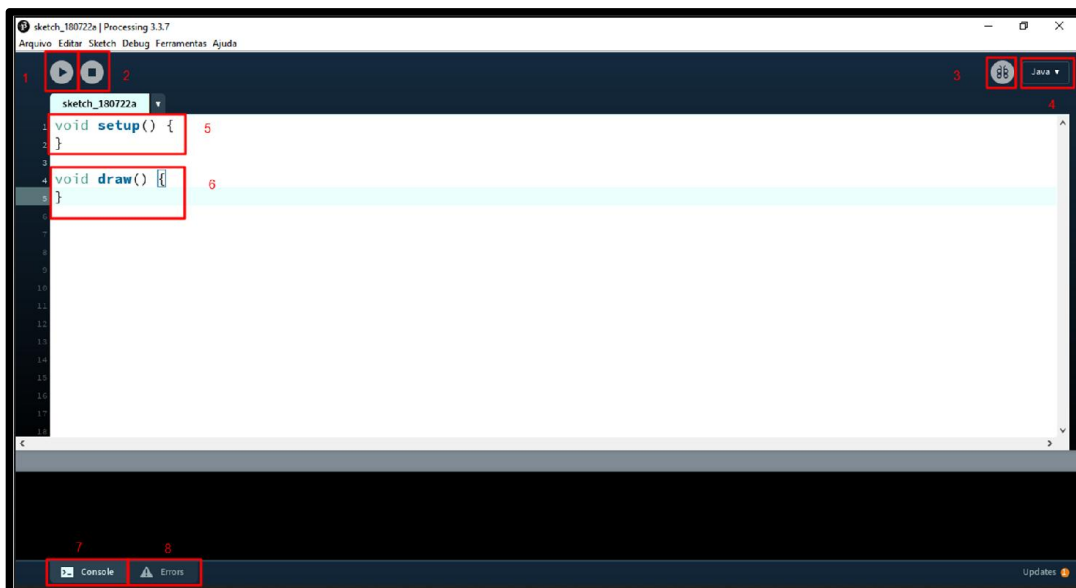 sketch_180722a | Processing 3.3.7
Arquivo Editar Sketch Debug Ferramentas Ajuda
1 2 3 Java ▾
4
sketch_180722a ▾
1 void setup() { 5
2 }
3
4 void draw() { 6
5 }
6
7
8
9
10
11
12
13
14
15
16
17
18
7 8
Console Errors Updates 1